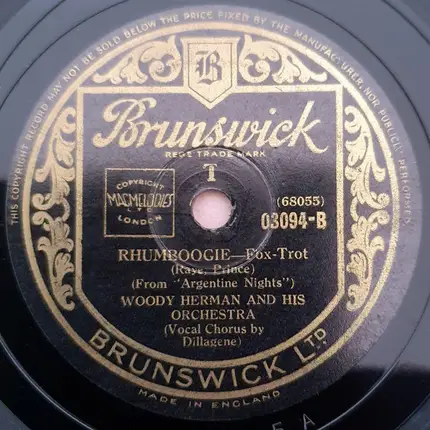 THIS COPYRIGHT RECORD MAY NOT BE SOLD BELOW THE PRICE FIXED BY THE MANUFACTURER, NOR PUBLICLY
B
Brunswick
REGD TRADE MARK
T
COPYRIGHT
MACMELODIES
LTD
LONDON
(68055)
03094-B
RHUMBOOGIE—Fox-Trot
(Raye, Prince)
(From "Argentine Nights")
WOODY HERMAN AND HIS
ORCHESTRA
(Vocal Chorus by
Dillagene)
BRUNSWICK LTD.
MADE IN ENGLAND
E A